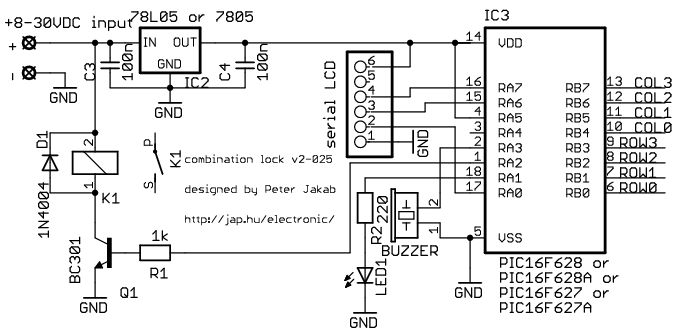 +8-30VDC input
78L05 or 7805
IN OUT
GND
IC2
C3
100n
C4
100n
+
-
GND
GND
D1
1N4004
2
1
K1
P
S
K1
combination lock v2-025
designed by Peter Jakab
http://jap.hu/electronic/
BC301
Q1
GND
1k
R1
serial LCD
6
5
4
3
2
1
GND
220
R2
LED1
GND
2
1
BUZZER
IC3
14 VDD
16 RA7
15 RA6
4 RA5
3 RA4
2 RA3
1 RA2
18 RA1
17 RA0
5 VSS
GND
RB7 13 COL3
RB6 12 COL2
RB5 11 COL1
RB4 10 COL0
RB3 9 ROW3
RB2 8 ROW2
RB1 7 ROW1
RB0 6 ROW0
PIC16F628 or
PIC16F628A or
PIC16F627 or
PIC16F627A